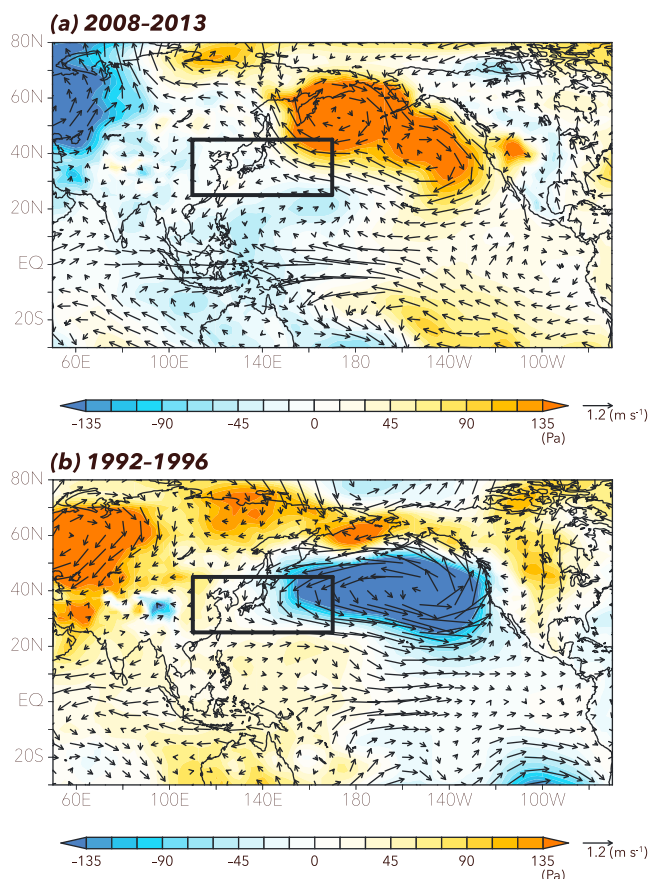 (a) 2008–2013
80N
60N
40N
20N
EQ
20S
60E 100E 140E 180 140W 100W
–135 –90 –45 0 45 90 135
(Pa)
1.2 (m s-1)
(b) 1992–1996
80N
60N
40N
20N
EQ
20S
60E 100E 140E 180 140W 100W
–135 –90 –45 0 45 90 135
(Pa)
1.2 (m s-1)